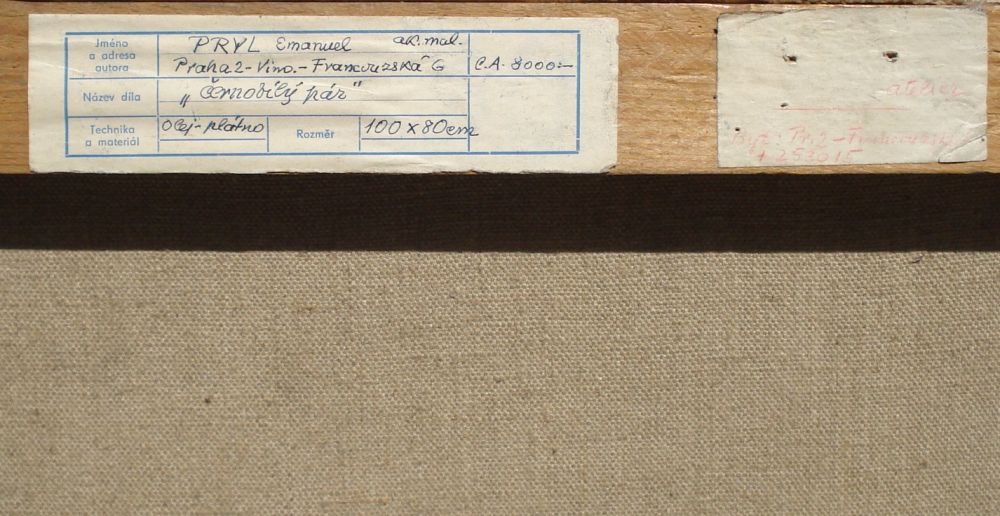 Jméno
a adresa
autora
PRYL Emanuel ak. mal.
Praha 2 - Vino. - Francouzská 6
C.A. 8000:-
Název díla
„Černobílý pár"
Technika
a materiál
olej - plátno
Rozměr
100 x 80 cm
atelier